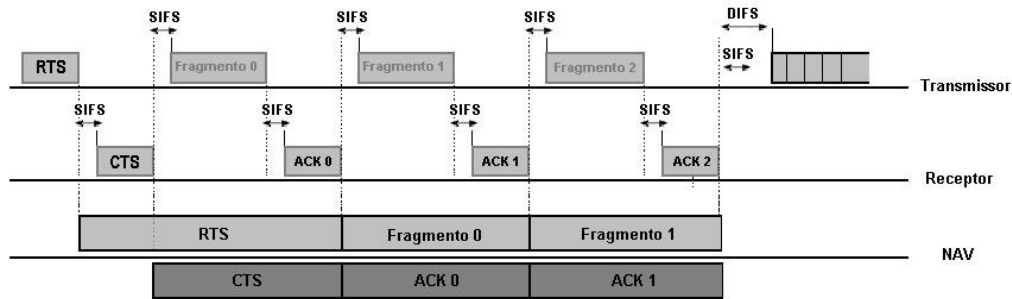 SIFS SIFS SIFS DIFS
RTS Fragmento 0 Fragmento 1 Fragmento 2 SIFS
Transmissor
SIFS SIFS SIFS SIFS
CTS ACK 0 ACK 1 ACK 2
Receptor
RTS Fragmento 0 Fragmento 1
NAV
CTS ACK 0 ACK 1